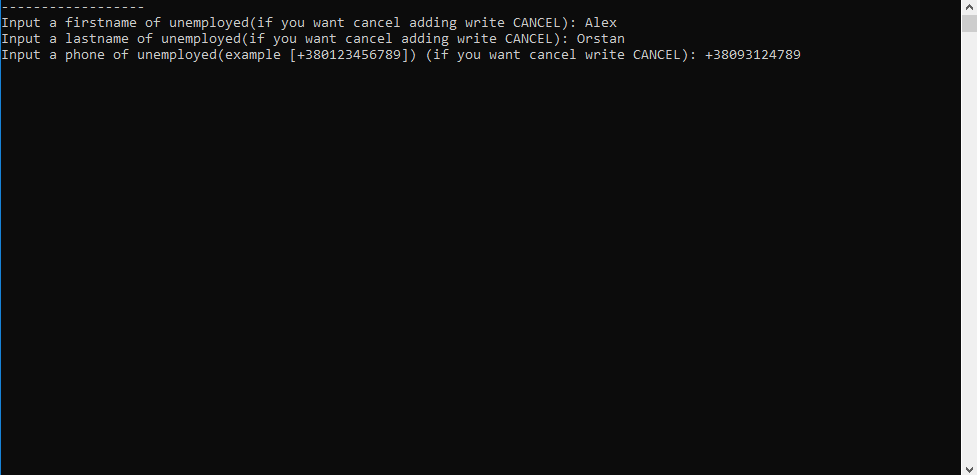 ------------------
Input a firstname of unemployed(if you want cancel adding write CANCEL): Alex
Input a lastname of unemployed(if you want cancel adding write CANCEL): Orstan
Input a phone of unemployed(example [+380123456789]) (if you want cancel write CANCEL): +38093124789